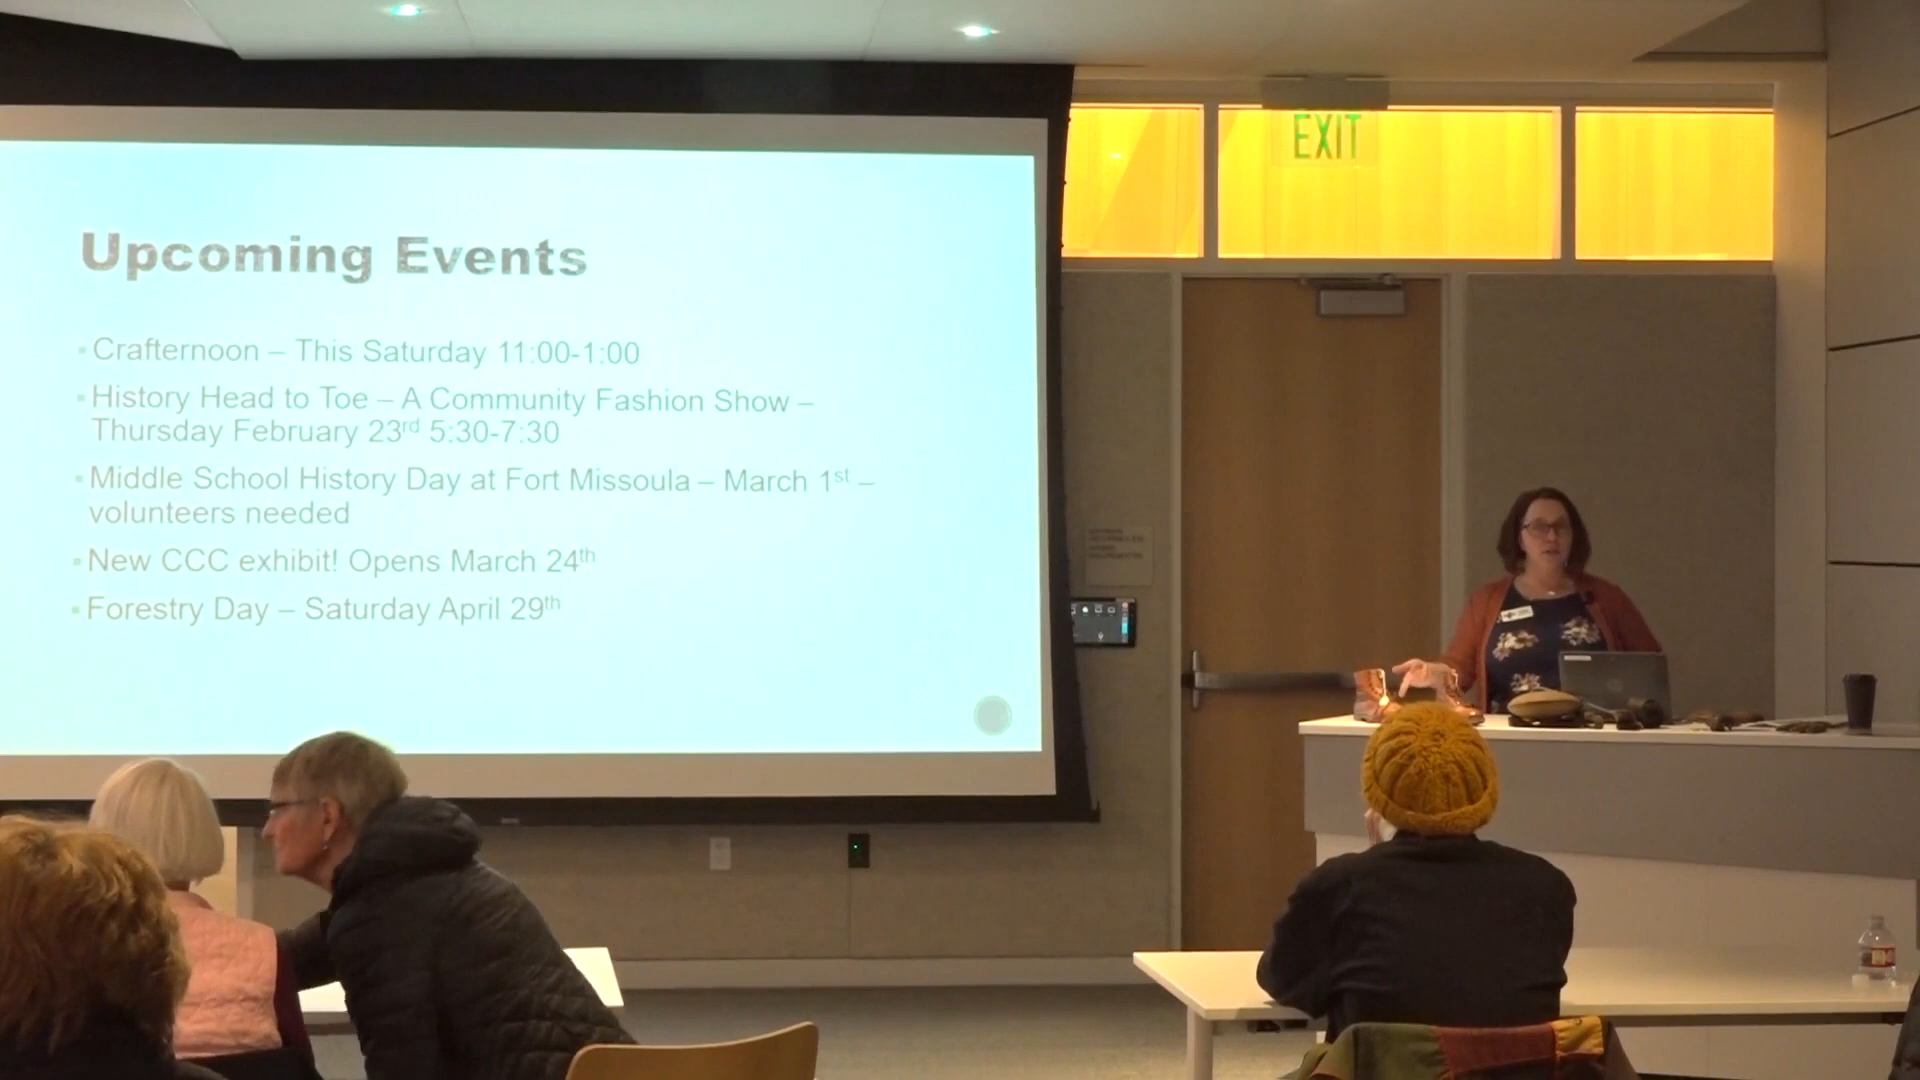 EXIT
Upcoming Events
Crafternoon – This Saturday 11:00-1:00
History Head to Toe – A Community Fashion Show –
Thursday February 23rd 5:30-7:30
Middle School History Day at Fort Missoula – March 1st –
volunteers needed
New CCC exhibit! Opens March 24th
Forestry Day – Saturday April 29th